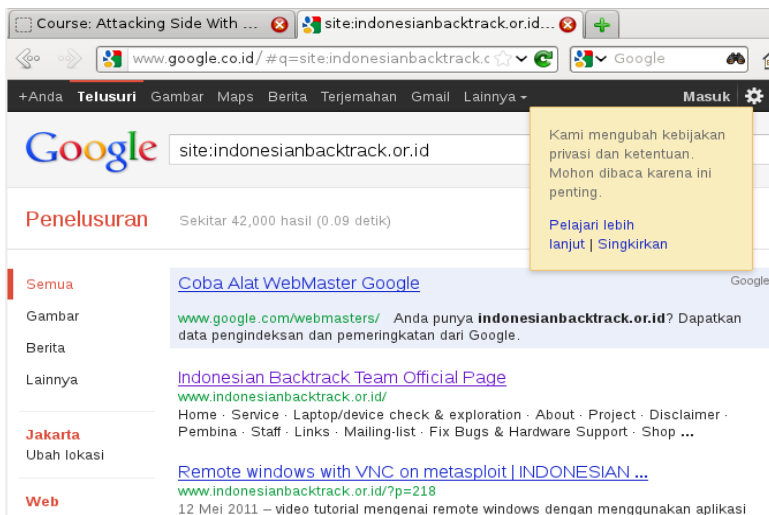 Course: Attacking Side With ...
site:indonesianbacktrack.or.id...
www.google.co.id/#q=site:indonesianbacktrack.c
Google
+Anda Telusuri Gambar Maps Berita Terjemahan Gmail Lainnya Masuk
Google
site:indonesianbacktrack.or.id
Kami mengubah kebijakan
privasi dan ketentuan.
Mohon dibaca karena ini
penting.
Pelajari lebih
lanjut | Singkirkan
Penelusuran
Sekitar 42,000 hasil (0.09 detik)
Semua
Gambar
Berita
Lainnya
Jakarta
Ubah lokasi
Web
Coba Alat WebMaster Google
Google
www.google.com/webmasters/ Anda punya indonesianbacktrack.or.id? Dapatkan
data pengindeksan dan pemeringkatan dari Google.
Indonesian Backtrack Team Official Page
www.indonesianbacktrack.or.id/
Home · Service · Laptop/device check & exploration · About · Project · Disclaimer ·
Pembina · Staff · Links · Mailing-list · Fix Bugs & Hardware Support · Shop ...
Remote windows with VNC on metasploit | INDONESIAN ...
www.indonesianbacktrack.or.id/?p=218
12 Mei 2011 – video tutorial mengenai remote windows dengan menggunakan aplikasi